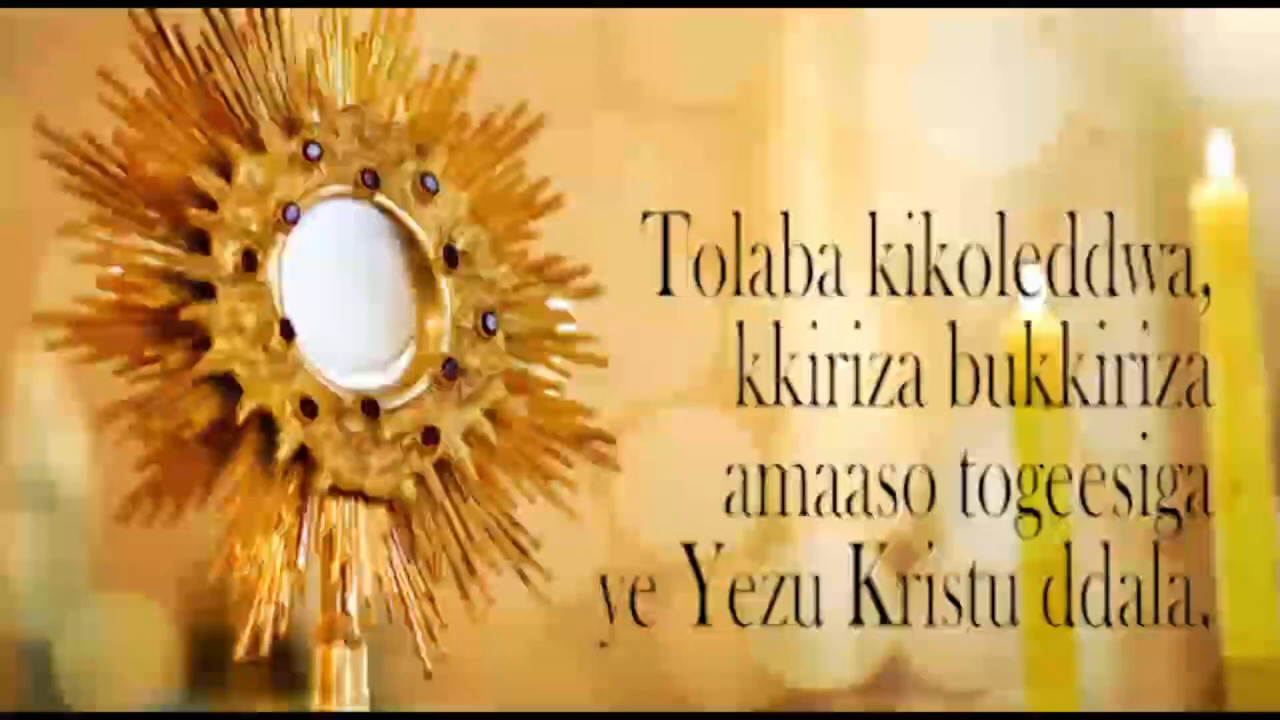 Tolaba kikoleddwa,
kkiriza bukkiriza
amaaso togeesiga
ye Yezu Kristu ddala.